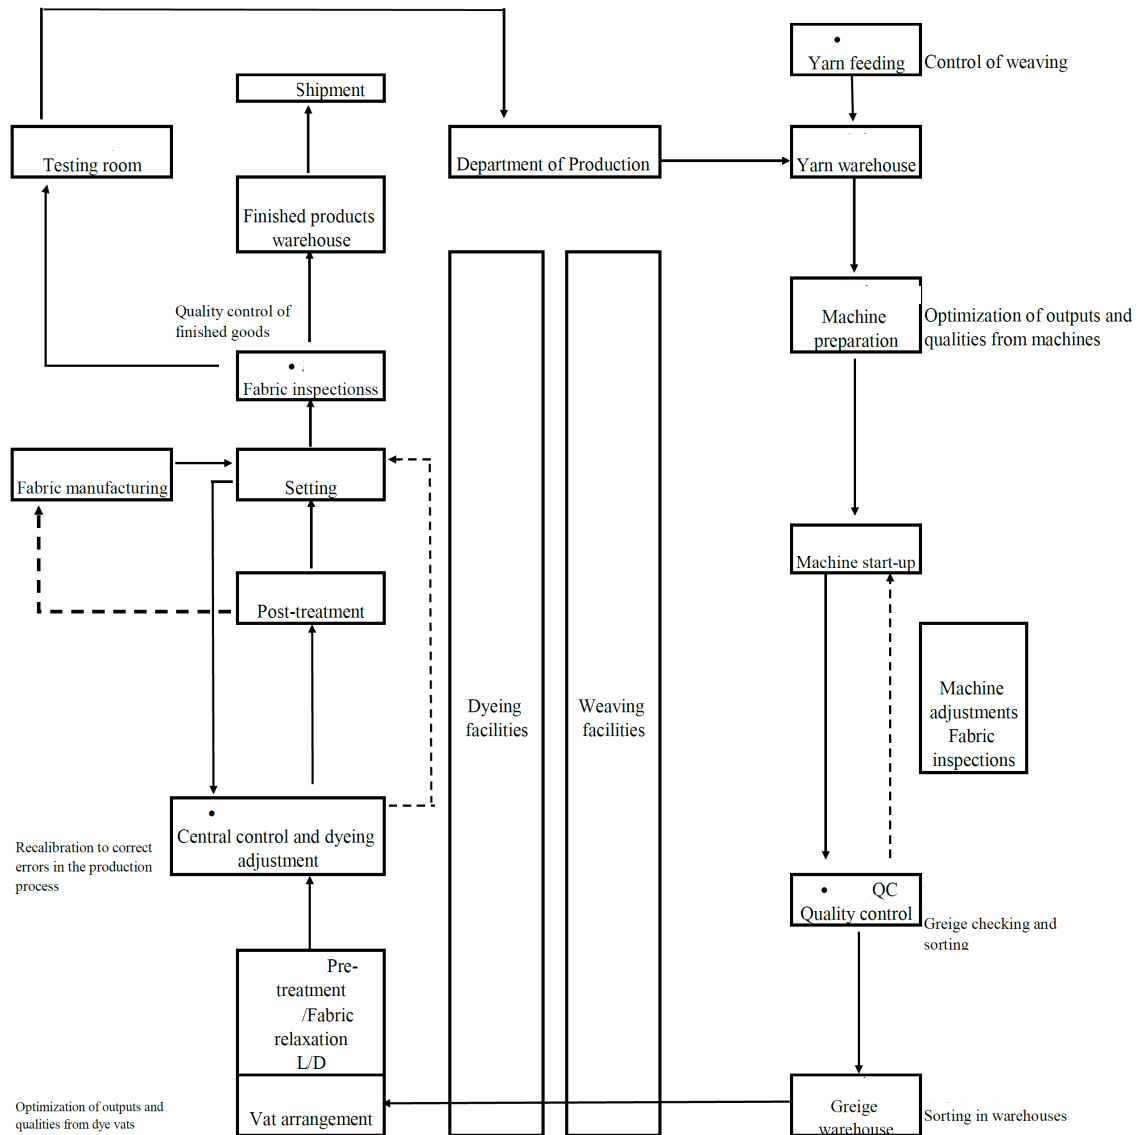 • 
Yarn feeding
Control of weaving
Shipment
Testing room
Department of Production
Yarn warehouse
Finished products
warehouse
Quality control of
finished goods
Machine
preparation
Optimization of outputs and
qualities from machines
•
Fabric inspectionss
Fabric manufacturing
Setting
Machine start-up
Post-treatment
Dyeing
facilities
Weaving
facilities
Machine
adjustments
Fabric
inspections
•
Central control and dyeing
adjustment
Recalibration to correct
errors in the production
process
• QC
Quality control
Greige checking and
sorting
Pre-
treatment
/Fabric
relaxation
L/D
Vat arrangement
Optimization of outputs and
qualities from dye vats
Greige
warehouse
Sorting in warehouses